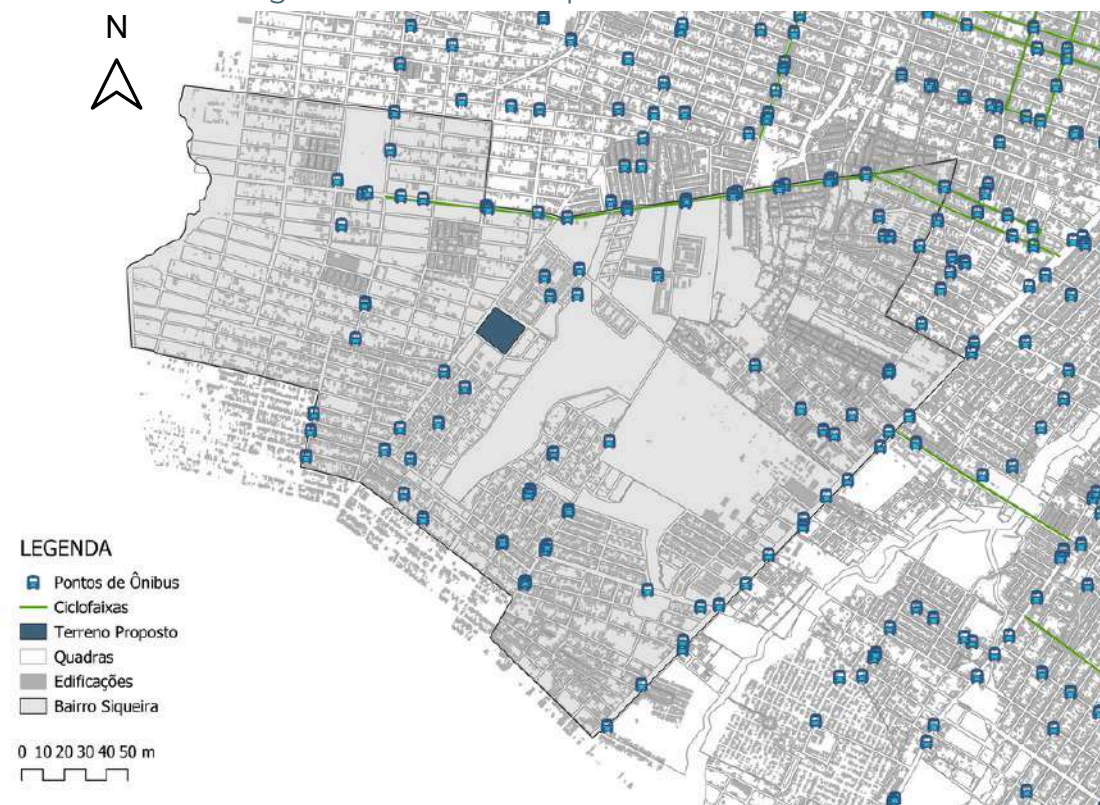 N
LEGENDA
Pontos de Ônibus
Ciclofaixas
Terreno Proposto
Quadras
Edificações
Bairro Siqueira
0 10 20 30 40 50 m